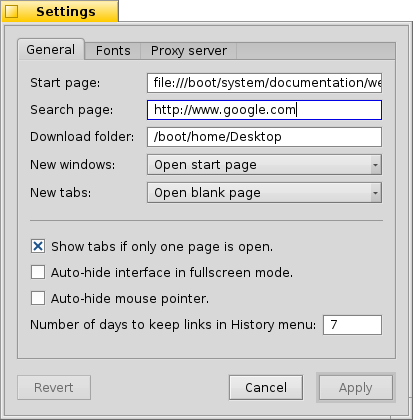 Settings
General Fonts Proxy server
Start page: file:///boot/system/documentation/we
Search page: http://www.google.com
Download folder: /boot/home/Desktop
New windows: Open start page
New tabs: Open blank page
Show tabs if only one page is open.
Auto-hide interface in fullscreen mode.
Auto-hide mouse pointer.
Number of days to keep links in History menu: 7
Revert Cancel Apply